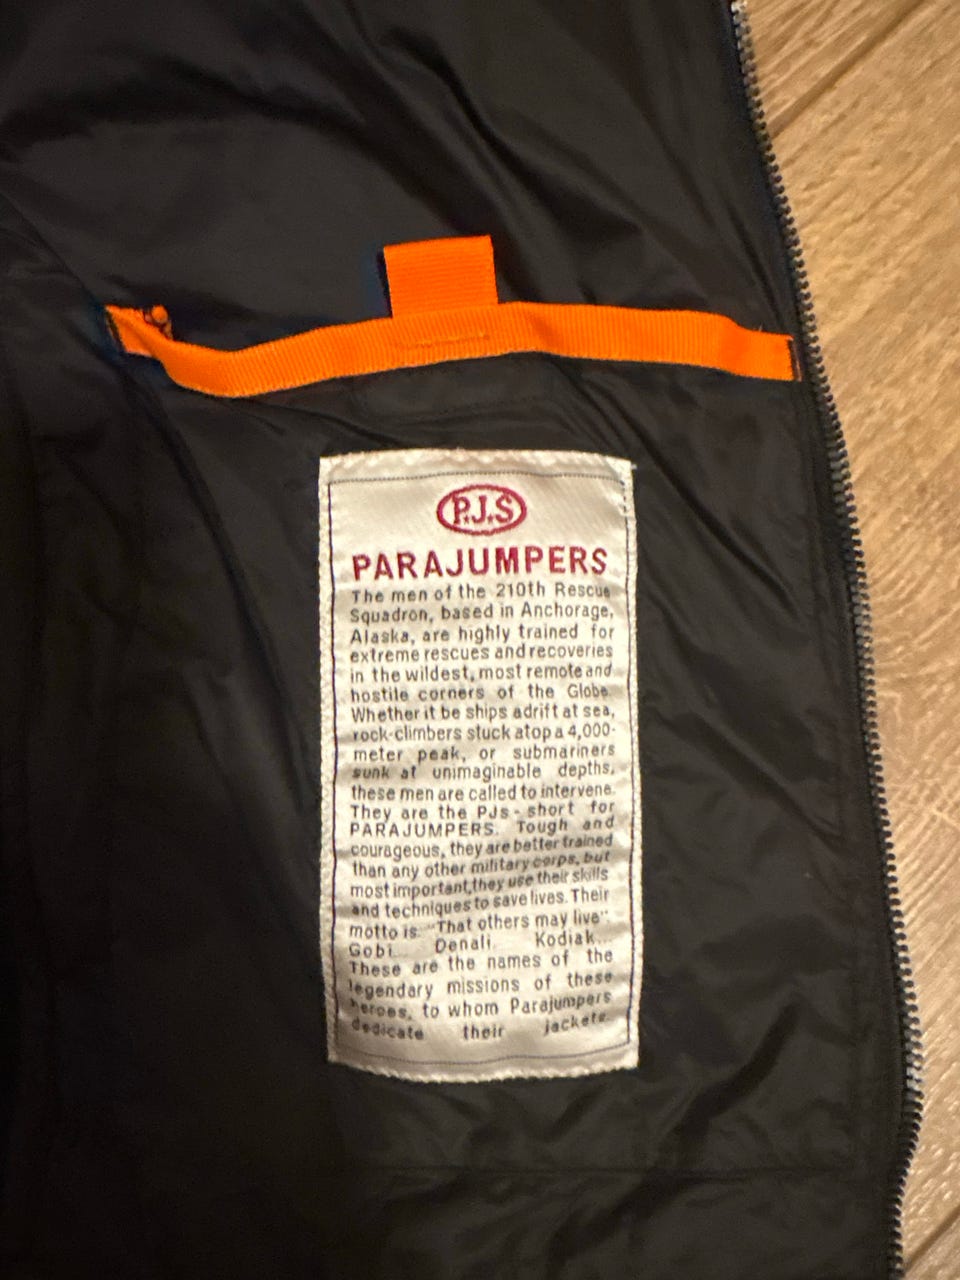 P.J.S
PARAJUMPERS
The men of the 210th Rescue
Squadron, based in Anchorage,
Alaska, are highly trained for
extreme rescues and recoveries
in the wildest, most remote and
hostile corners of the Globe.
Whether it be ships adrift at sea,
rock-climbers stuck atop a 4,000-
meter peak, or submariners
sunk at unimaginable depths,
these men are called to intervene.
They are the PJs - short for
PARAJUMPERS. Tough and
courageous, they are better trained
than any other military corps, but
most important, they use their skills
and techniques to save lives. Their
motto is: "That others may live".
Gobi... Denali... Kodiak...
These are the names of the
legendary missions of these
heroes, to whom Parajumpers
dedicate their jackets.